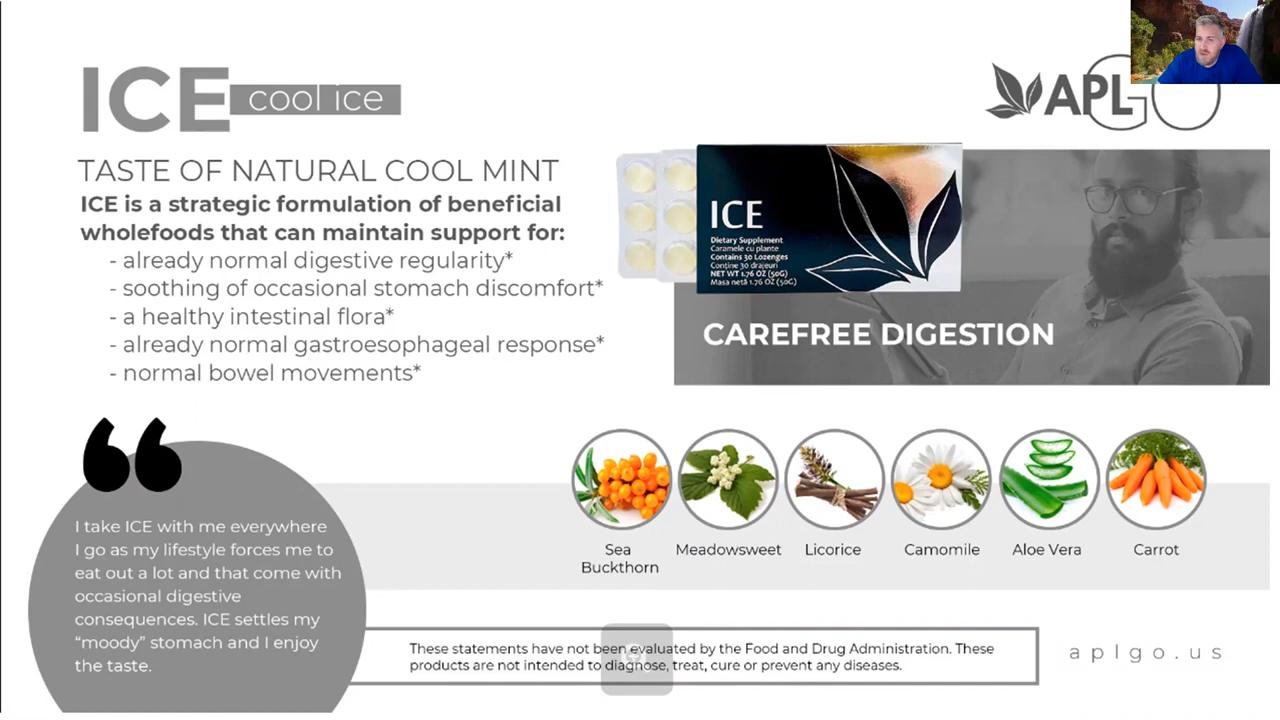 ICE cool ice
APLGO
TASTE OF NATURAL COOL MINT
ICE is a strategic formulation of beneficial
wholefoods that can maintain support for:
- already normal digestive regularity*
- soothing of occasional stomach discomfort*
- a healthy intestinal flora*
- already normal gastroesophageal response*
- normal bowel movements*
ICE
Dietary Supplement
Caramele cu plante
Contains 30 Lozenges
Conține 30 drajeuri
NET WT 1.76 OZ (50G)
Masa netă 1.76 OZ (50G)
CAREFREE DIGESTION
“
I take ICE with me everywhere
I go as my lifestyle forces me to
eat out a lot and that come with
occasional digestive
consequences. ICE settles my
“moody” stomach and I enjoy
the taste.
Sea
Buckthorn
Meadowsweet
Licorice
Camomile
Aloe Vera
Carrot
These statements have not been evaluated by the Food and Drug Administration. These
products are not intended to diagnose, treat, cure or prevent any diseases.
aplgo.us